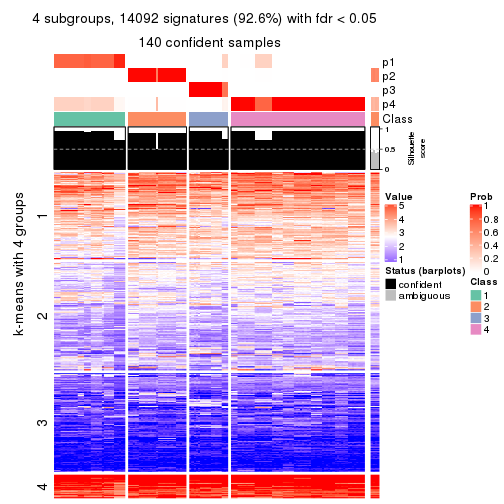 4 subgroups, 14092 signatures (92.6%) with fdr < 0.05
140 confident samples
p1
p2
p3
p4
Class
1
0.5
0
Silhouette
score
k-means with 4 groups
1
2
3
4
Value
5
4
3
2
1
Status (barplots)
confident
ambiguous
Prob
1
0.8
0.6
0.4
0.2
0
Class
1
2
3
4